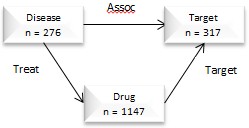 Assoc
Disease
n = 276
Target
n = 317
Treat
Target
Drug
n = 1147